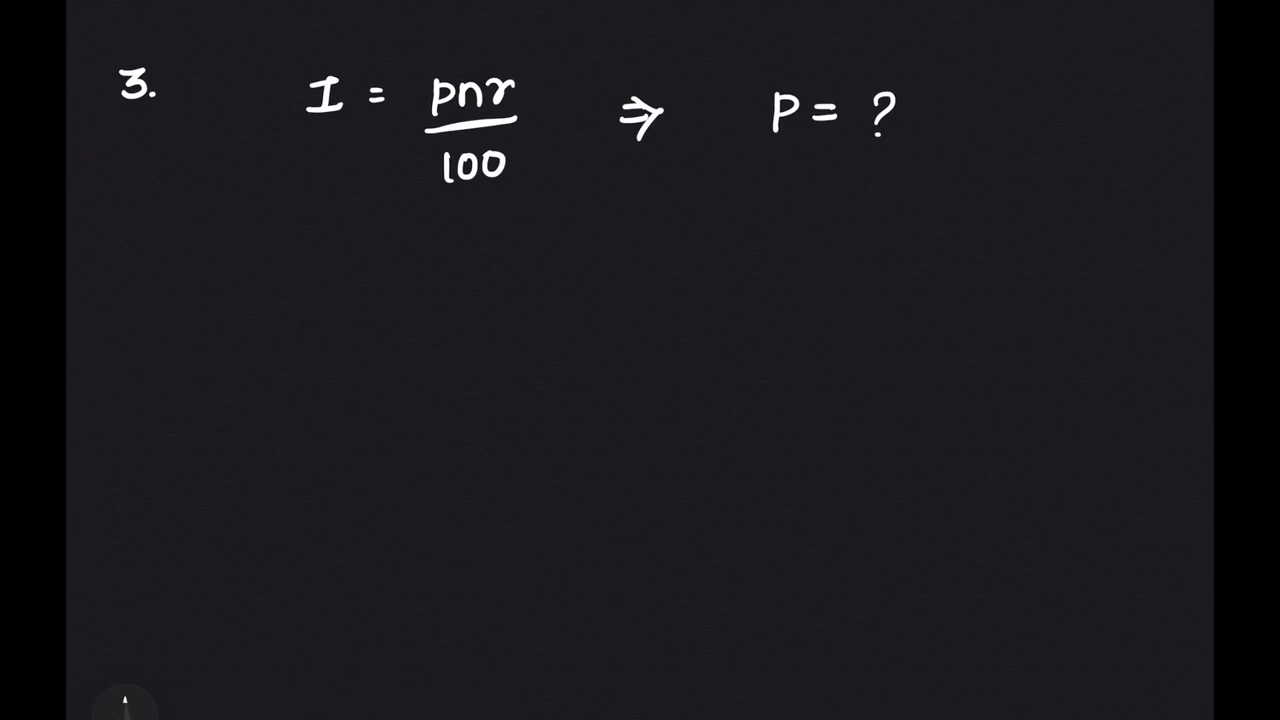 3. I = pnr/100 ⇒ P = ?